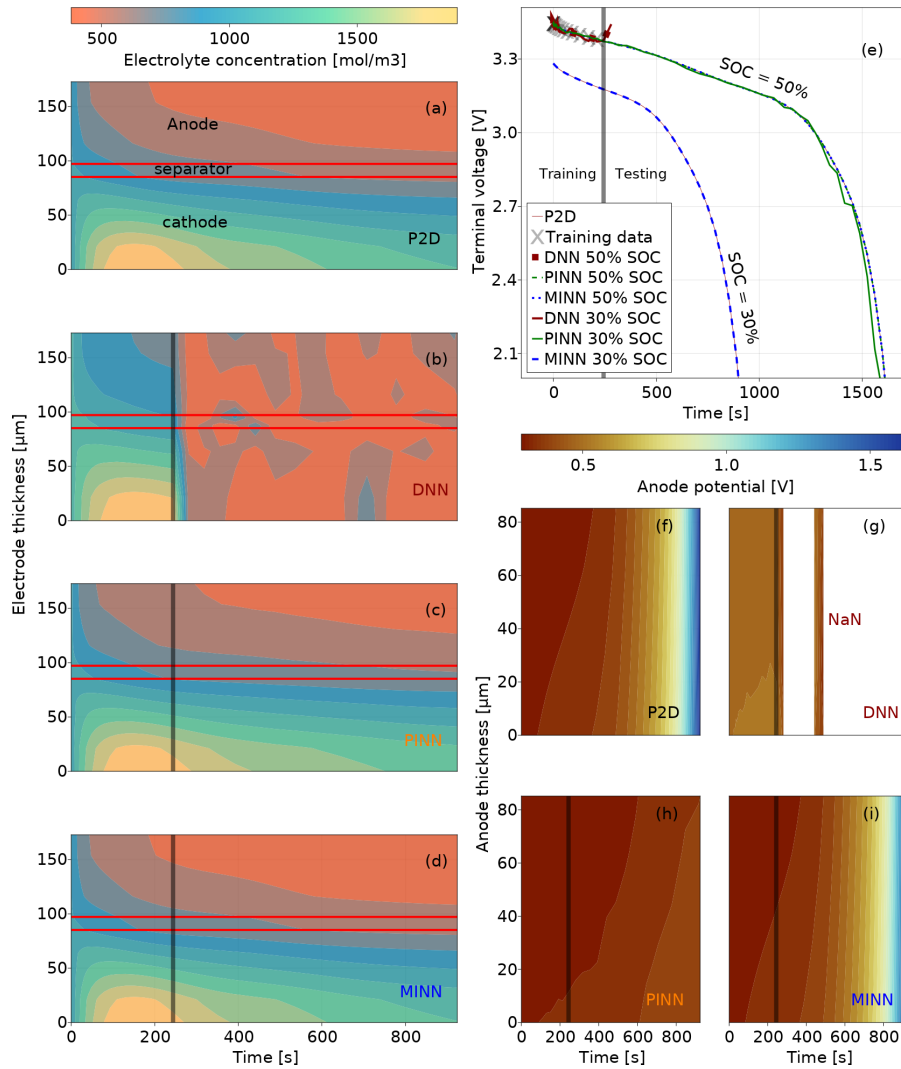 500
1000
1500
Electrolyte concentration [mol/m3]
150
100
50
0
(a)
Anode
separator
cathode
P2D
150
100
50
0
(b)
DNN
Electrode thickness [μm]
150
100
50
0
(c)
PINN
150
100
50
0
(d)
MINN
0
200
400
600
800
Time [s]
3.3
3.0
2.7
2.4
2.1
Terminal voltage [V]
(e)
SOC = 50%
SOC = 30%
Training
Testing
P2D
Training data
DNN 50% SOC
PINN 50% SOC
MINN 50% SOC
DNN 30% SOC
PINN 30% SOC
MINN 30% SOC
0
500
1000
1500
Time [s]
0.5
1.0
1.5
Anode potential [V]
80
60
40
20
0
(f)
P2D
(g)
NaN
DNN
Anode thickness [μm]
80
60
40
20
0
(h)
PINN
(i)
MINN
0
200
400
600
800
Time [s]
0
200
400
600
800
Time [s]